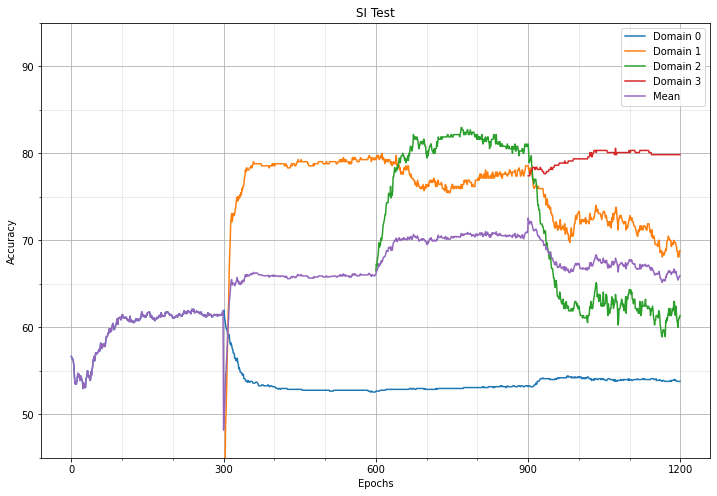 SI Test
Domain 0
Domain 1
Domain 2
Domain 3
Mean
Accuracy
90
80
70
60
50
0
300
600
900
1200
Epochs